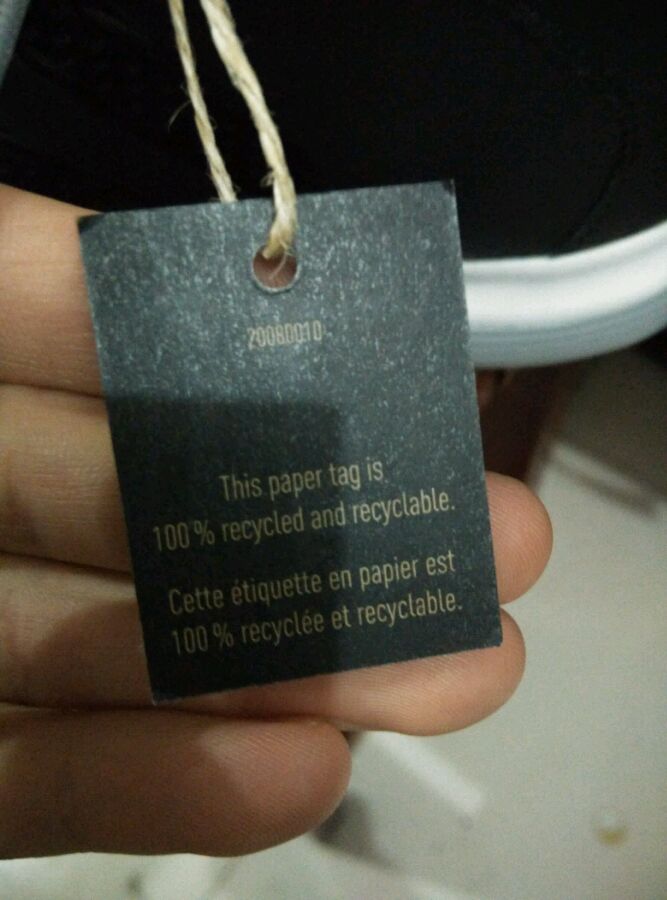 20080010
This paper tag is
100 % recycled and recyclable.
Cette étiquette en papier est
100 % recyclée et recyclable.